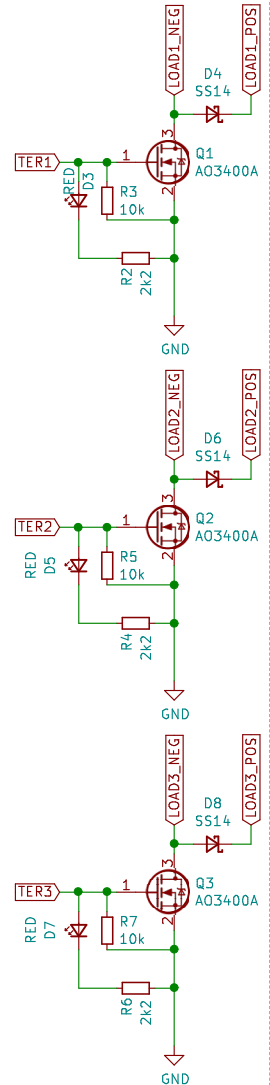 LOAD1_NEG
LOAD1_POS
D4
SS14
3
TER1
1
RED
D3
R3
10k
Q1
AO3400A
2
R2
2k2
GND
LOAD2_NEG
LOAD2_POS
D6
SS14
3
TER2
1
RED
D5
R5
10k
Q2
AO3400A
2
R4
2k2
GND
LOAD3_NEG
LOAD3_POS
D8
SS14
3
TER3
1
RED
D7
R7
10k
Q3
AO3400A
2
R6
2k2
GND